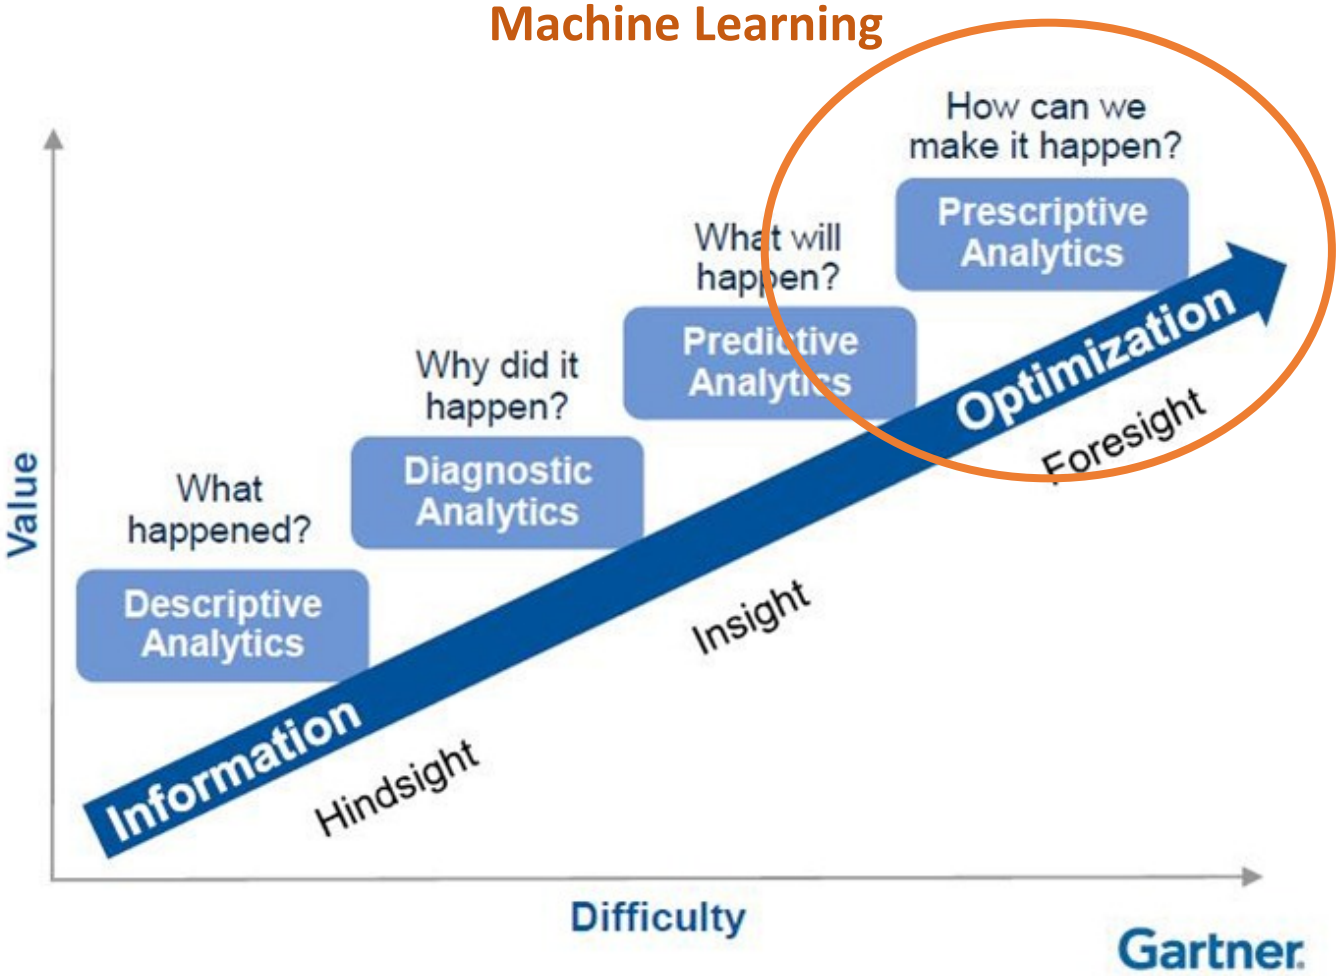 Machine Learning
How can we
make it happen?
Prescriptive
Analytics
What will
happen?
Predictive
Analytics
Why did it
happen?
Diagnostic
Analytics
What
happened?
Descriptive
Analytics
Value
Information
Optimization
Hindsight
Insight
Foresight
Difficulty
Gartner.